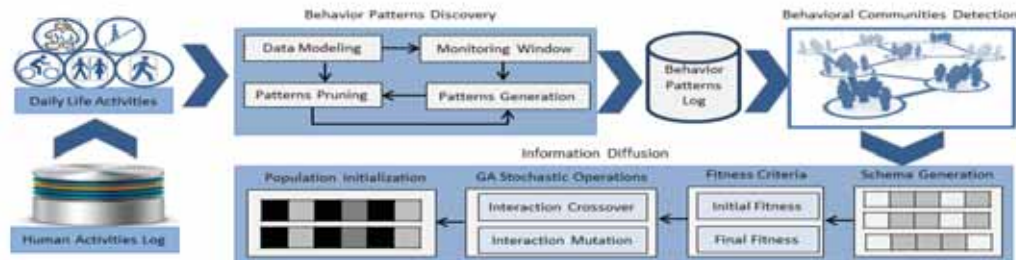 Behavior Patterns Discovery
Behavioral Communities Detection
Data Modeling
Monitoring Window
Patterns Pruning
Patterns Generation
Behavior
Patterns
Log
Daily Life Activities
Human Activities Log
Information Diffusion
Population Initialization
GA Stochastic Operations
Interaction Crossover
Interaction Mutation
Fitness Criteria
Initial Fitness
Final Fitness
Schema Generation